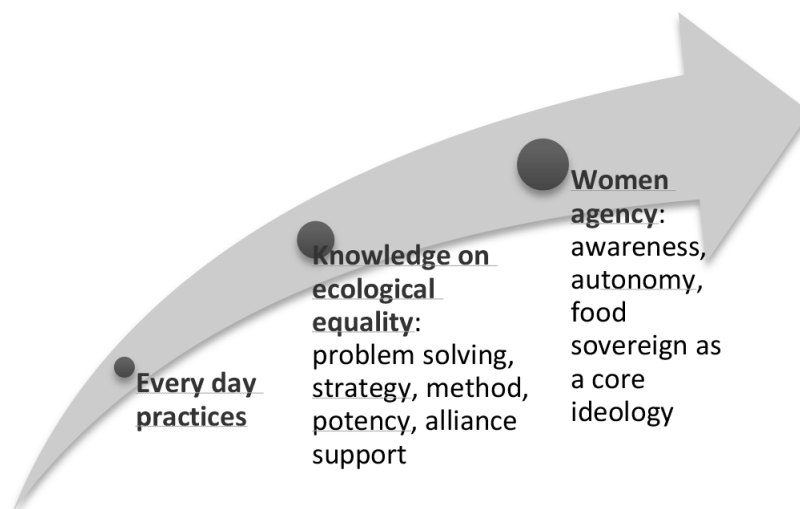 Every day
practices
Knowledge on
ecological
equality:
problem solving,
strategy, method,
potency, alliance
support
Women
agency:
awareness,
autonomy,
food
sovereign as
a core
ideology